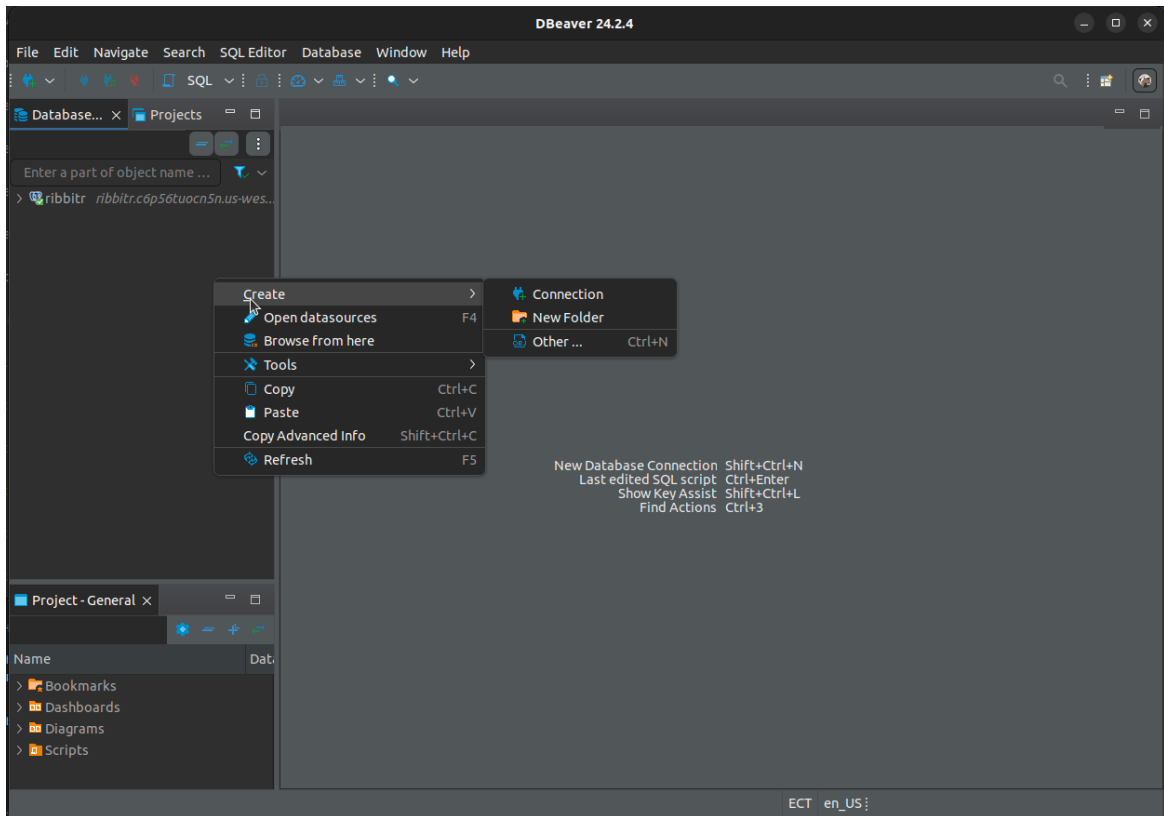 DBeaver 24.2.4
File Edit Navigate Search SQL Editor Database Window Help
SQL
Database... Projects
Enter a part of object name ...
ribbitr ribbitr.c6p56tuocn5n.us-wes...
Create
Open datasources F4
Browse from here
Tools
Copy Ctrl+C
Paste Ctrl+V
Copy Advanced Info Shift+Ctrl+C
Refresh F5
Connection
New Folder
Other ... Ctrl+N
New Database Connection Shift+Ctrl+N
Last edited SQL script Ctrl+Enter
Show Key Assist Shift+Ctrl+L
Find Actions Ctrl+3
Project - General
Name Data
Bookmarks
Dashboards
Diagrams
Scripts
ECT en_US